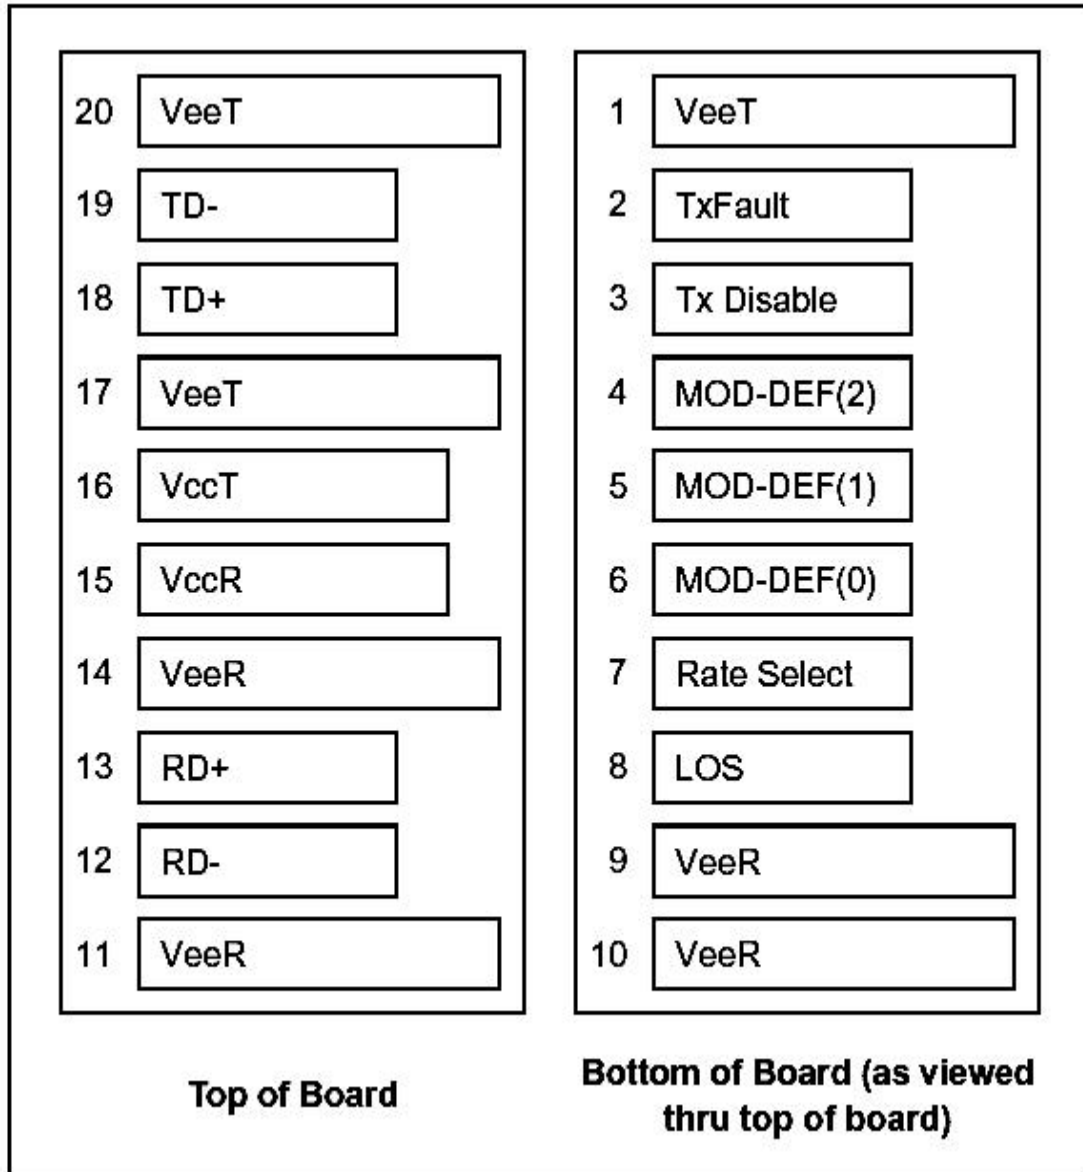 20 VeeT
19 TD-
18 TD+
17 VeeT
16 VccT
15 VccR
14 VeeR
13 RD+
12 RD-
11 VeeR
Top of Board
1 VeeT
2 TxFault
3 Tx Disable
4 MOD-DEF(2)
5 MOD-DEF(1)
6 MOD-DEF(0)
7 Rate Select
8 LOS
9 VeeR
10 VeeR
Bottom of Board (as viewed
thru top of board)